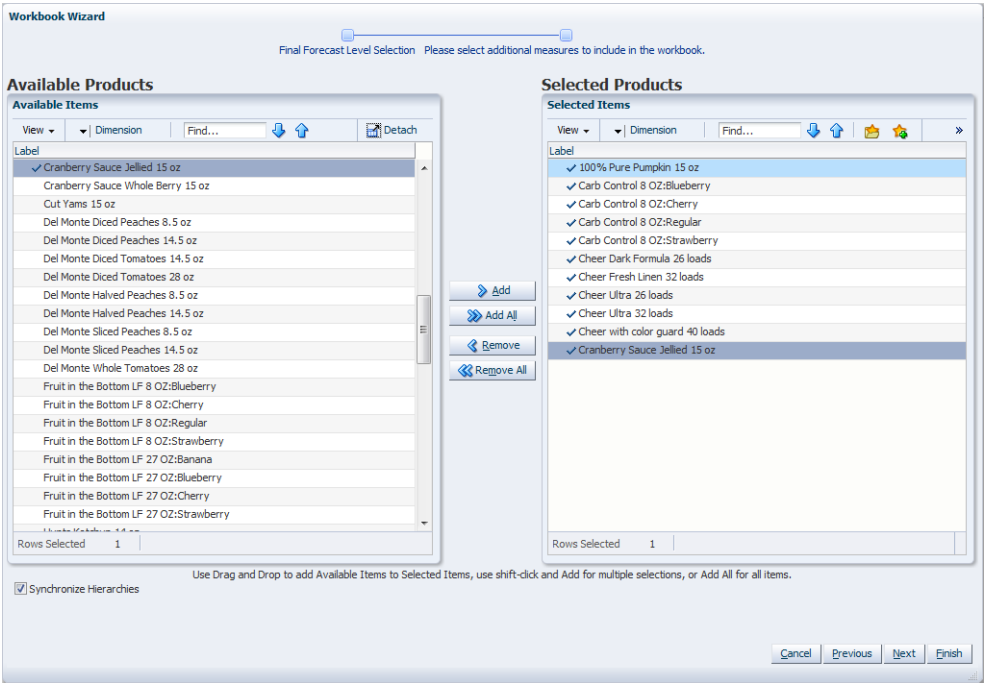 Workbook Wizard
Final Forecast Level Selection Please select additional measures to include in the workbook.
Available Products
Available Items
View Dimension Find... Detach
Label
Cranberry Sauce Jellied 15 oz
Cranberry Sauce Whole Berry 15 oz
Cut Yams 15 oz
Del Monte Diced Peaches 8.5 oz
Del Monte Diced Peaches 14.5 oz
Del Monte Diced Tomatoes 14.5 oz
Del Monte Diced Tomatoes 28 oz
Del Monte Halved Peaches 8.5 oz
Del Monte Halved Peaches 14.5 oz
Del Monte Sliced Peaches 8.5 oz
Del Monte Sliced Peaches 14.5 oz
Del Monte Whole Tomatoes 28 oz
Fruit in the Bottom LF 8 OZ:Blueberry
Fruit in the Bottom LF 8 OZ:Cherry
Fruit in the Bottom LF 8 OZ:Regular
Fruit in the Bottom LF 8 OZ:Strawberry
Fruit in the Bottom LF 27 OZ:Banana
Fruit in the Bottom LF 27 OZ:Blueberry
Fruit in the Bottom LF 27 OZ:Cherry
Fruit in the Bottom LF 27 OZ:Strawberry
Rows Selected 1
Add
Add All
Remove
Remove All
Selected Products
Selected Items
View Dimension Find... »
Label
100% Pure Pumpkin 15 oz
Carb Control 8 OZ:Blueberry
Carb Control 8 OZ:Cherry
Carb Control 8 OZ:Regular
Carb Control 8 OZ:Strawberry
Cheer Dark Formula 26 loads
Cheer Fresh Linen 32 loads
Cheer Ultra 26 loads
Cheer Ultra 32 loads
Cheer with color guard 40 loads
Cranberry Sauce Jellied 15 oz
Rows Selected 1
Use Drag and Drop to add Available Items to Selected Items, use shift-click and Add for multiple selections, or Add All for all items.
Synchronize Hierarchies
Cancel Previous Next Finish